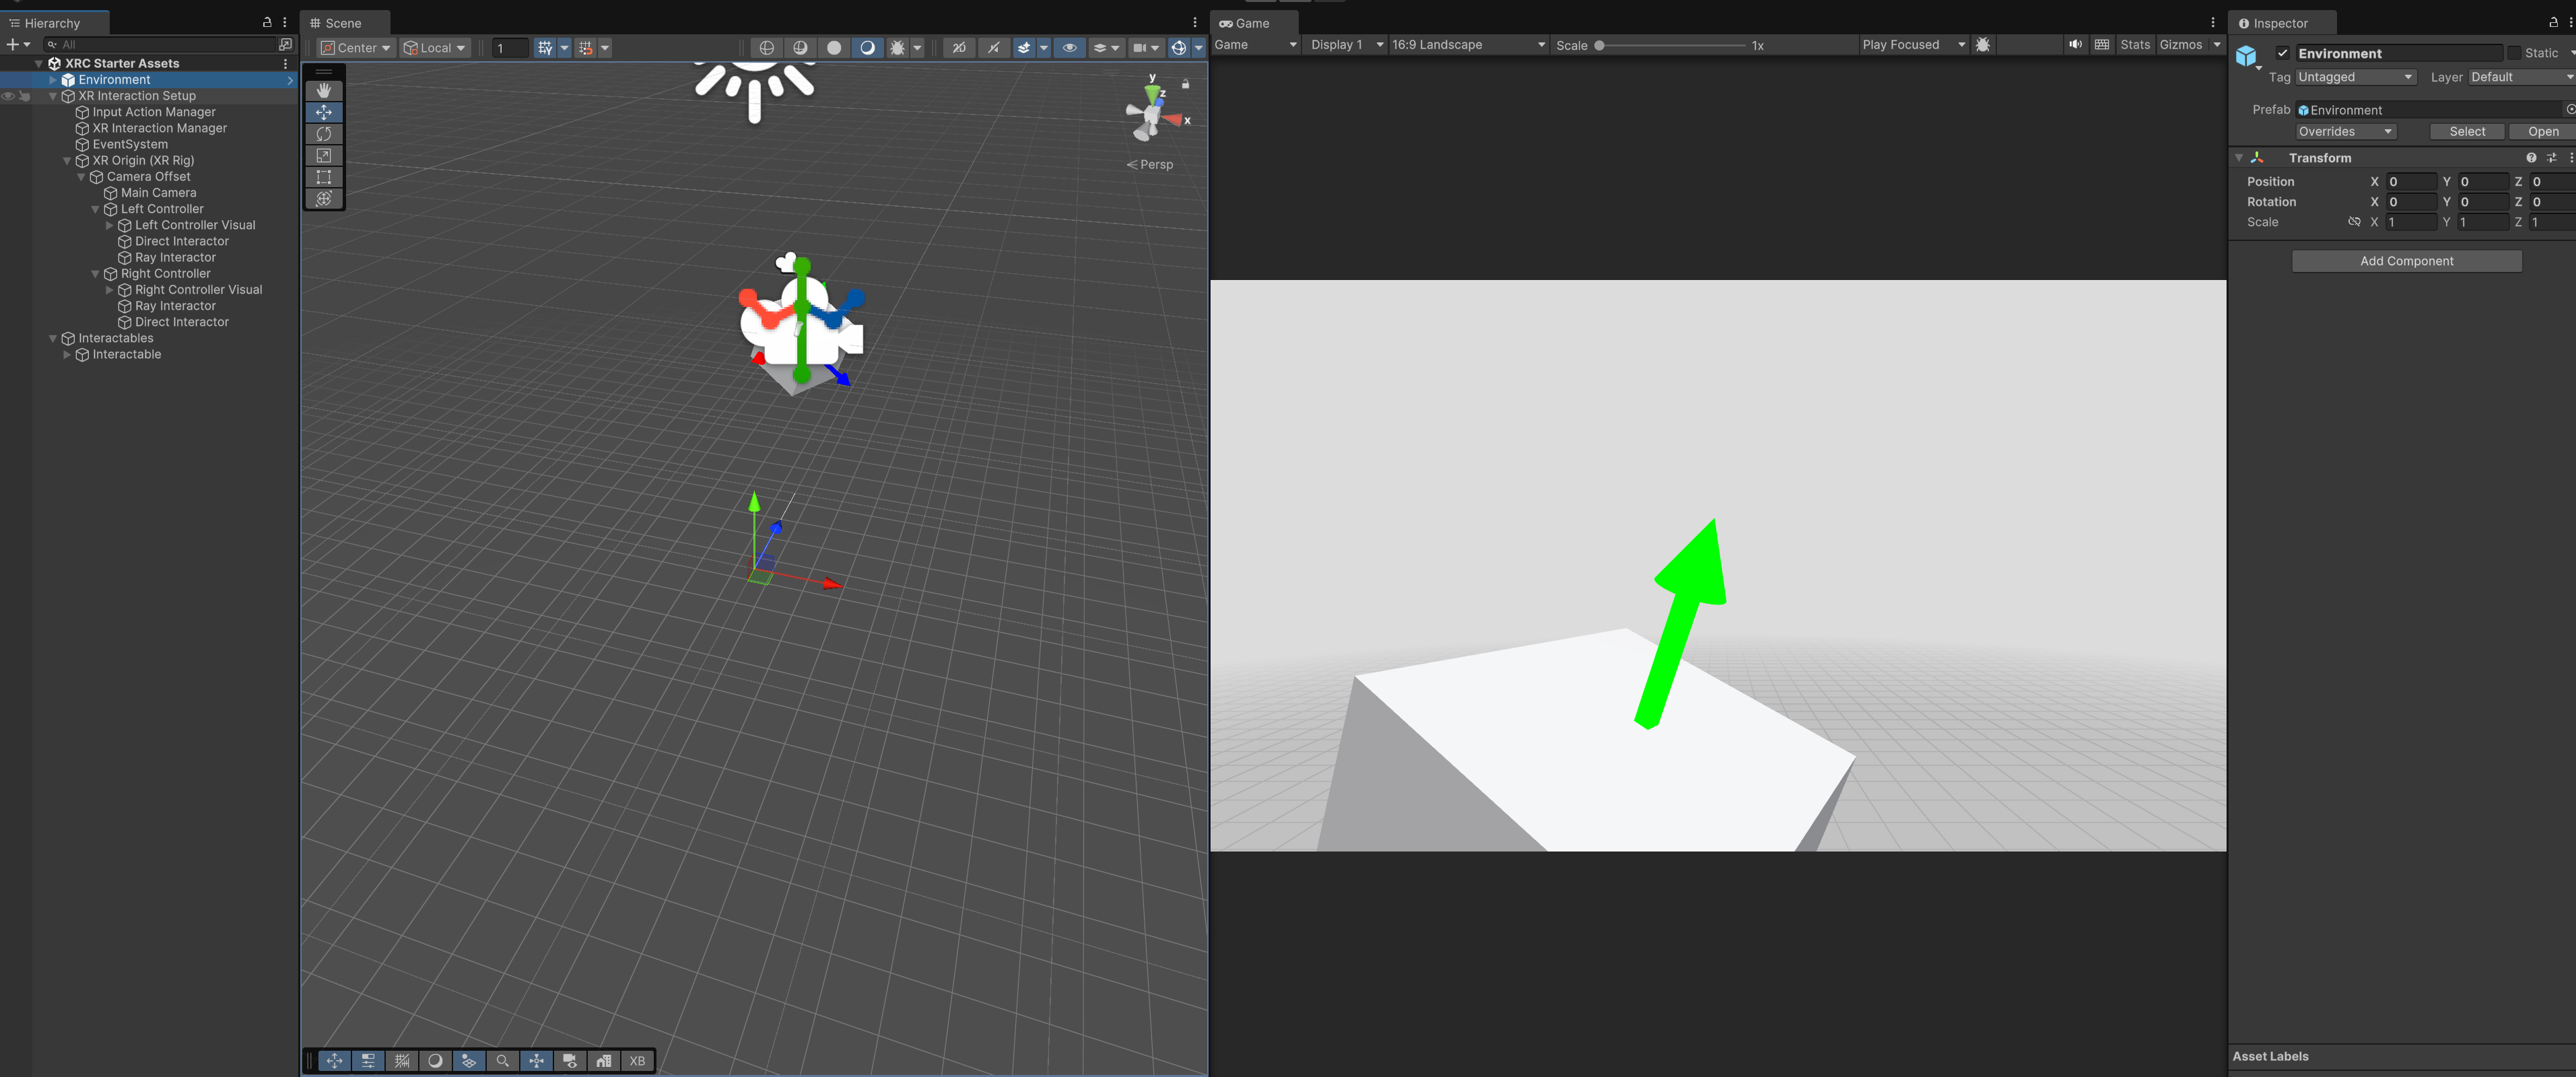 Hierarchy
All
XRC Starter Assets
Environment
XR Interaction Setup
Input Action Manager
XR Interaction Manager
EventSystem
XR Origin (XR Rig)
Camera Offset
Main Camera
Left Controller
Left Controller Visual
Direct Interactor
Ray Interactor
Right Controller
Right Controller Visual
Ray Interactor
Direct Interactor
Interactables
Interactable
Scene
Center
Local
1
2D
y
z
x
Persp
XB
Game
Game
Display 1
16:9 Landscape
Scale
1x
Play Focused
Stats
Gizmos
Inspector
Environment
Static
Tag
Untagged
Layer
Default
Prefab
Environment
Overrides
Select
Open
Transform
Position X 0 Y 0 Z 0
Rotation X 0 Y 0 Z 0
Scale X 1 Y 1 Z 1
Add Component
Asset Labels